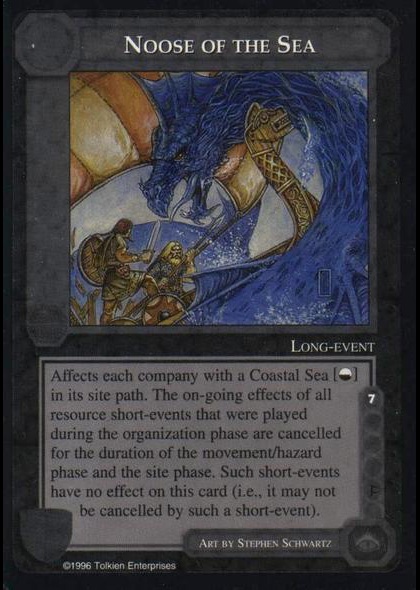 NOOSE OF THE SEA
LONG-EVENT
Affects each company with a Coastal Sea [ ]
in its site path. The on-going effects of all
resource short-events that were played
during the organization phase are cancelled
for the duration of the movement/hazard
phase and the site phase. Such short-events
have no effect on this card (i.e., it may not
be cancelled by such a short-event).
7
F
ART BY STEPHEN SCHWARTZ
©1996 Tolkien Enterprises